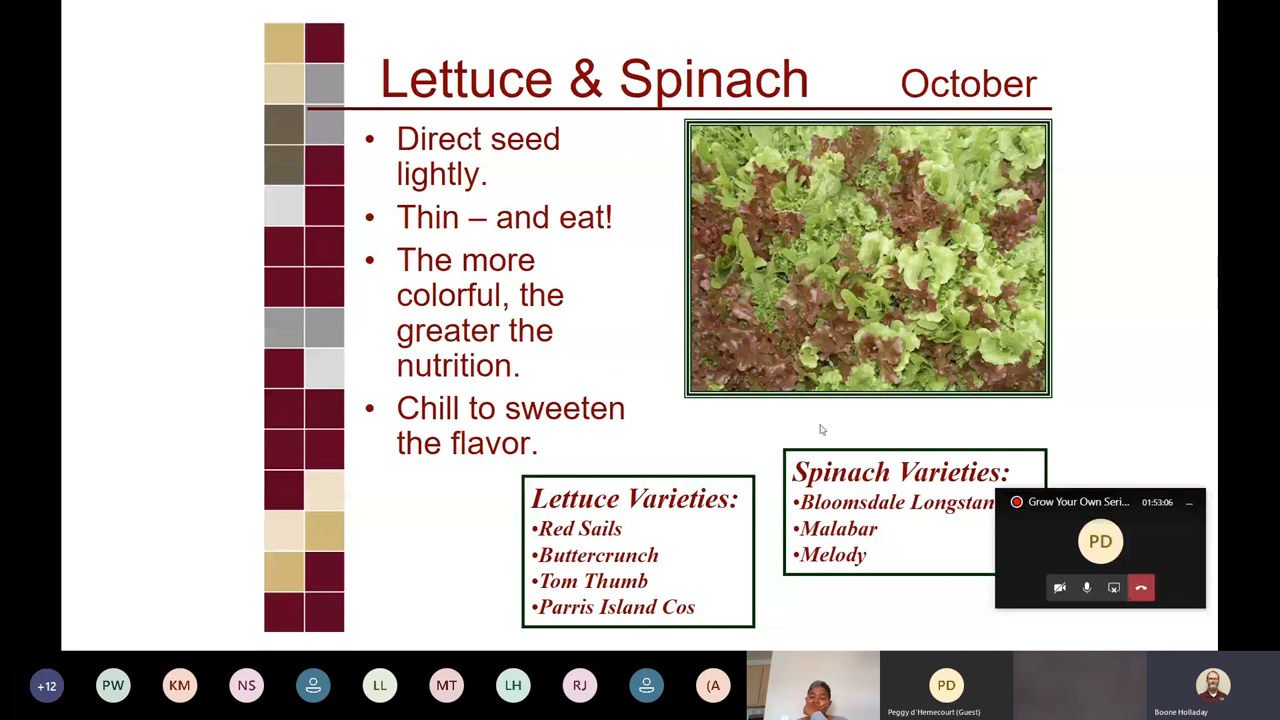 Lettuce & Spinach October
• Direct seed
lightly.
• Thin – and eat!
• The more
colorful, the
greater the
nutrition.
• Chill to sweeten
the flavor.
Lettuce Varieties:
•Red Sails
•Buttercrunch
•Tom Thumb
•Parris Island Cos
Spinach Varieties:
•Bloomsdale Longstan
•Malabar
•Melody
Grow Your Own Seri... 01:53:06
PD
+12 PW KM NS LL MT LH RJ (A PD
Peggy d'Hemecourt (Guest)
Boone Holladay